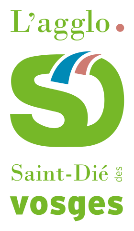 L'agglo.
SD
Saint-Dié des
vosges